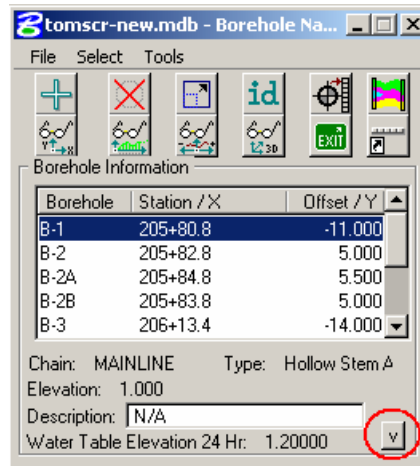 tomscr-new.mdb - Borehole Na...
File Select Tools
id
Y X 3D EXIT
Borehole Information
Borehole Station / X Offset / Y
B-1 205+80.8 -11.000
B-2 205+82.8 5.000
B-2A 205+84.8 5.500
B-2B 205+83.8 5.000
B-3 206+13.4 -14.000
Chain: MAINLINE Type: Hollow Stem A
Elevation: 1.000
Description: N/A
Water Table Elevation 24 Hr: 1.20000 v